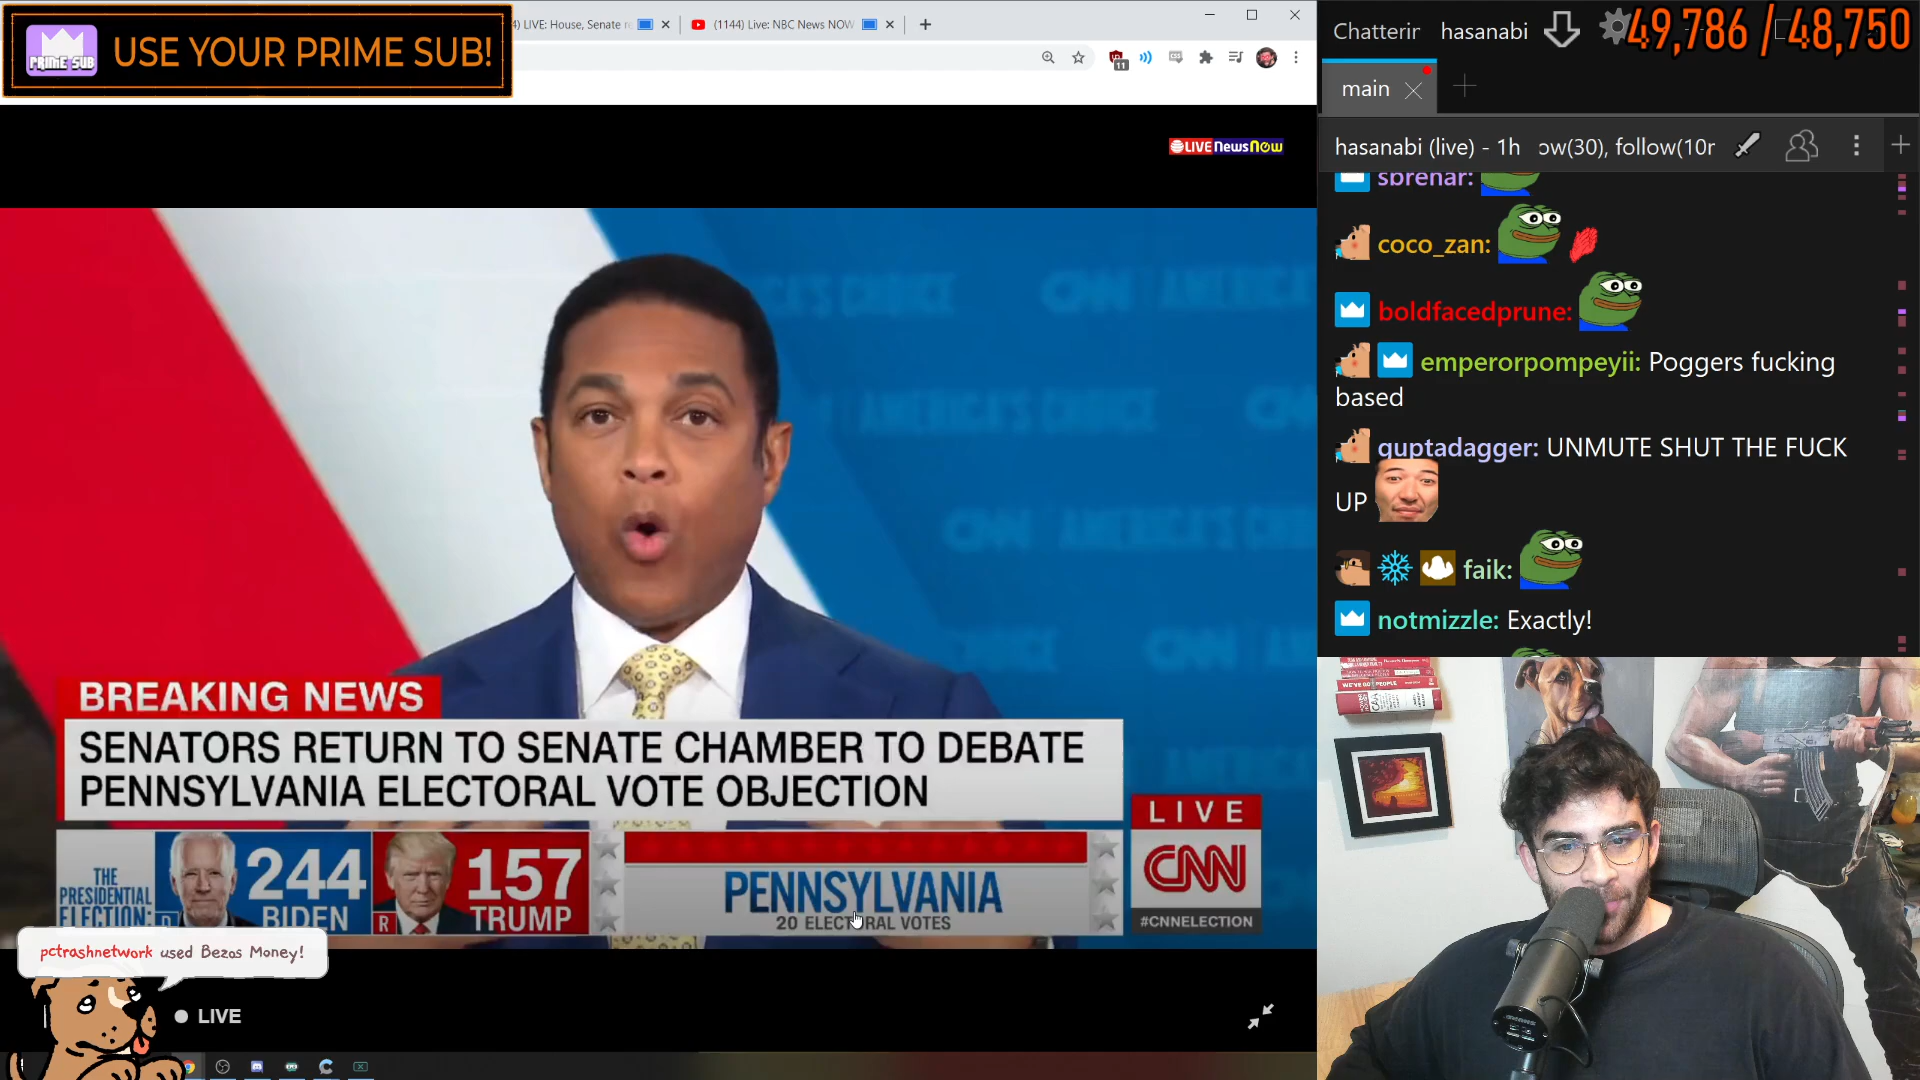 PRIME SUB
USE YOUR PRIME SUB!
LIVE: House, Senate
(1144) Live: NBC News NOW
11
LIVE NewsNow
BREAKING NEWS
SENATORS RETURN TO SENATE CHAMBER TO DEBATE
PENNSYLVANIA ELECTORAL VOTE OBJECTION
THE
PRESIDENTIAL
ELECTION:
D
244
BIDEN
R
157
TRUMP
PENNSYLVANIA
20 ELECTORAL VOTES
LIVE
CNN
#CNNELECTION
pctrashnetwork used Bezos Money!
LIVE
Chatterir hasanabi
49,786 / 48,750
main
hasanabi (live) - 1h ow(30), follow(10r
sbrehar:
coco_zan:
boldfacedprune:
emperorpompeyii: Poggers fucking
based
guptadagger: UNMUTE SHUT THE FUCK
UP
faik:
notmizzle: Exactly!